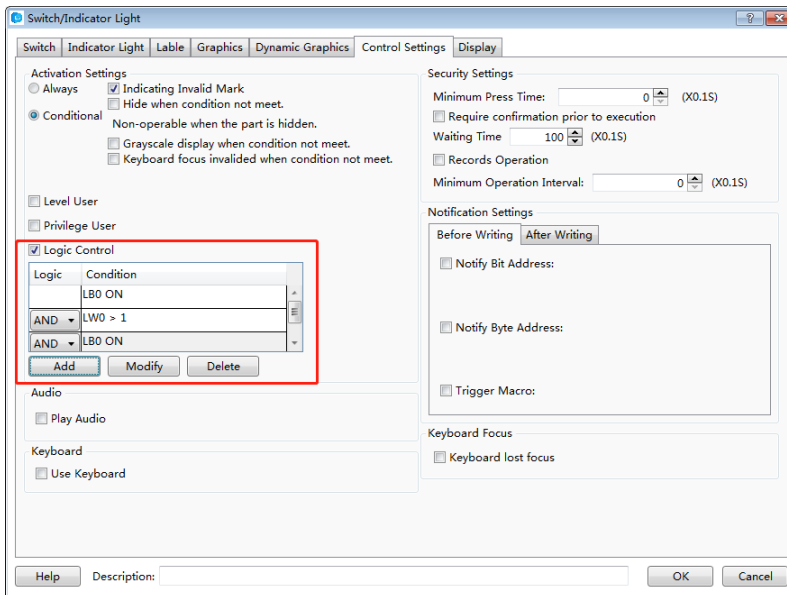 Switch/Indicator Light
Switch Indicator Light Lable Graphics Dynamic Graphics Control Settings Display
Activation Settings
Always
Indicating Invalid Mark
Hide when condition not meet.
Conditional
Non-operable when the part is hidden.
Grayscale display when condition not meet.
Keyboard focus invalided when condition not meet.
Level User
Privilege User
Logic Control
Logic Condition
LB0 ON
AND LW0 > 1
AND LB0 ON
Add Modify Delete
Audio
Play Audio
Keyboard
Use Keyboard
Security Settings
Minimum Press Time: 0 (X0.1S)
Require confirmation prior to execution
Waiting Time 100 (X0.1S)
Records Operation
Minimum Operation Interval: 0 (X0.1S)
Notification Settings
Before Writing After Writing
Notify Bit Address:
Notify Byte Address:
Trigger Macro:
Keyboard Focus
Keyboard lost focus
Help Description: OK Cancel